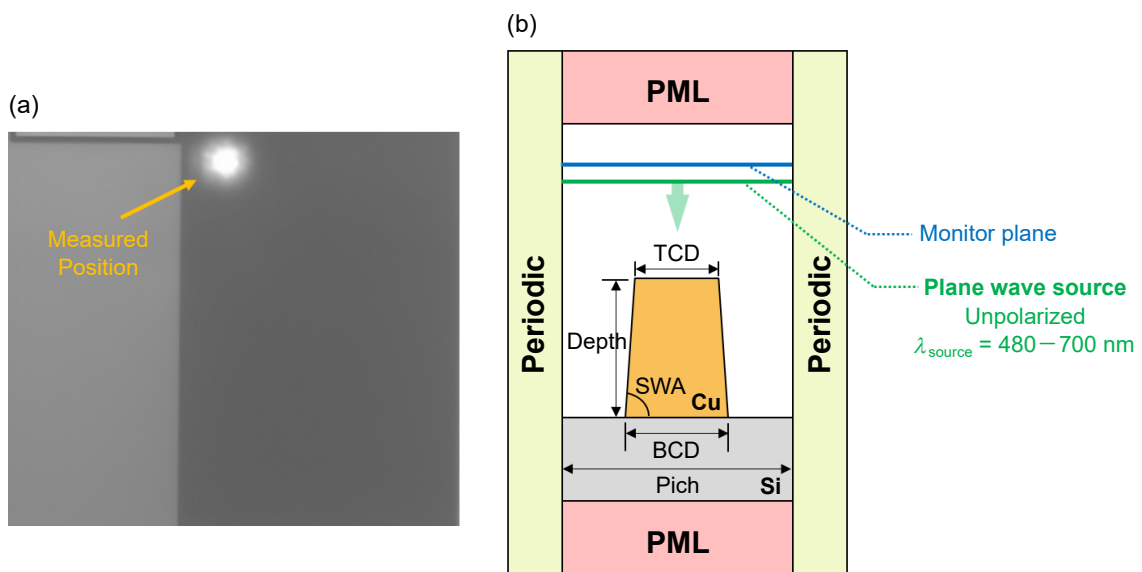 (a)
Measured
Position
(b)
PML
Periodic
Periodic
Monitor plane
Plane wave source
Unpolarized
λsource = 480－700 nm
TCD
Depth
SWA
Cu
BCD
Pich
Si
PML